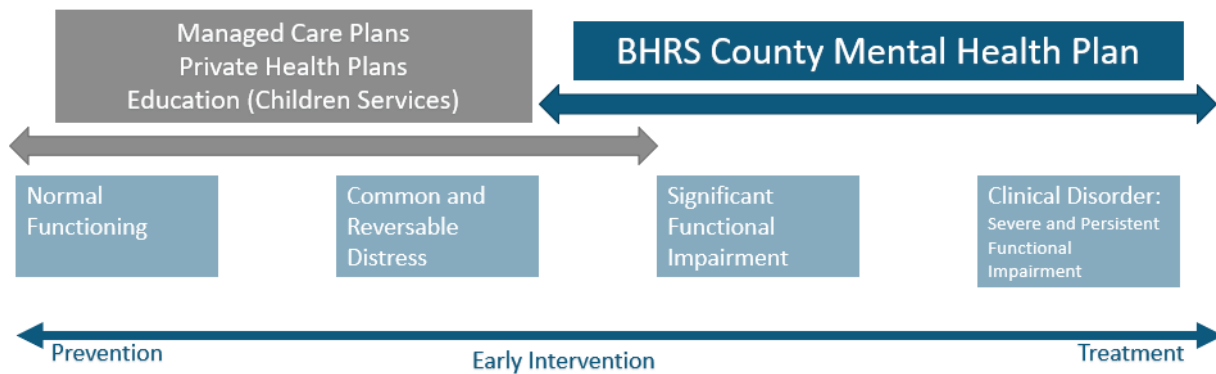 Managed Care Plans
Private Health Plans
Education (Children Services)
BHRS County Mental Health Plan
Normal
Functioning
Common and
Reversable
Distress
Significant
Functional
Impairment
Clinical Disorder:
Severe and Persistent
Functional
Impairment
Prevention
Early Intervention
Treatment